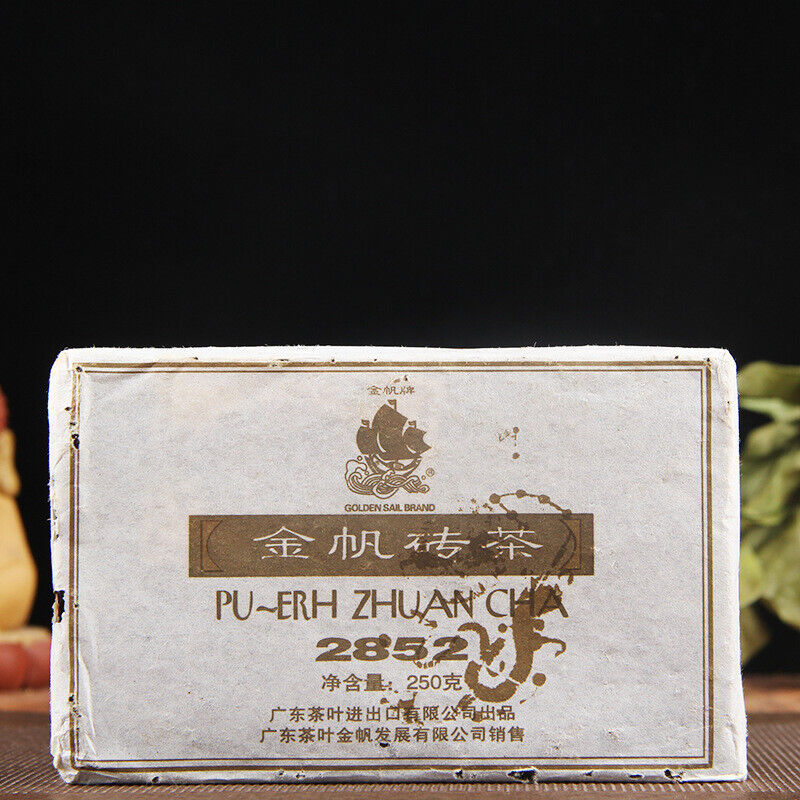 金帆牌
®
GOLDEN SAIL BRAND
金帆砖茶
PU~ERH ZHUAN CHA
2852
净含量: 250克
广东茶叶进出口有限公司出品
广东茶叶金帆发展有限公司销售